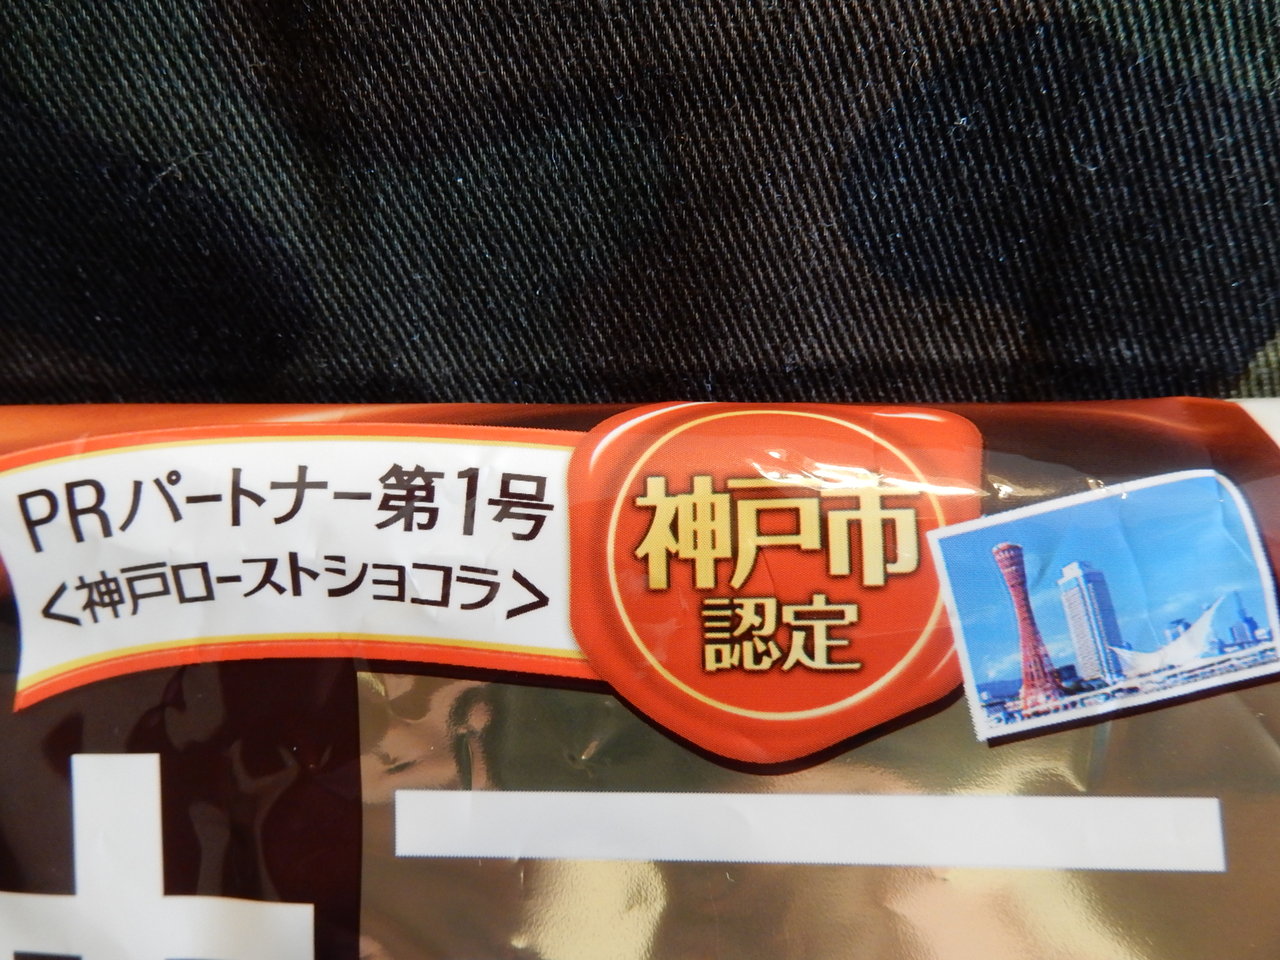 PRパートナー第1号
<神戸ローストショコラ>
神戸市
認定